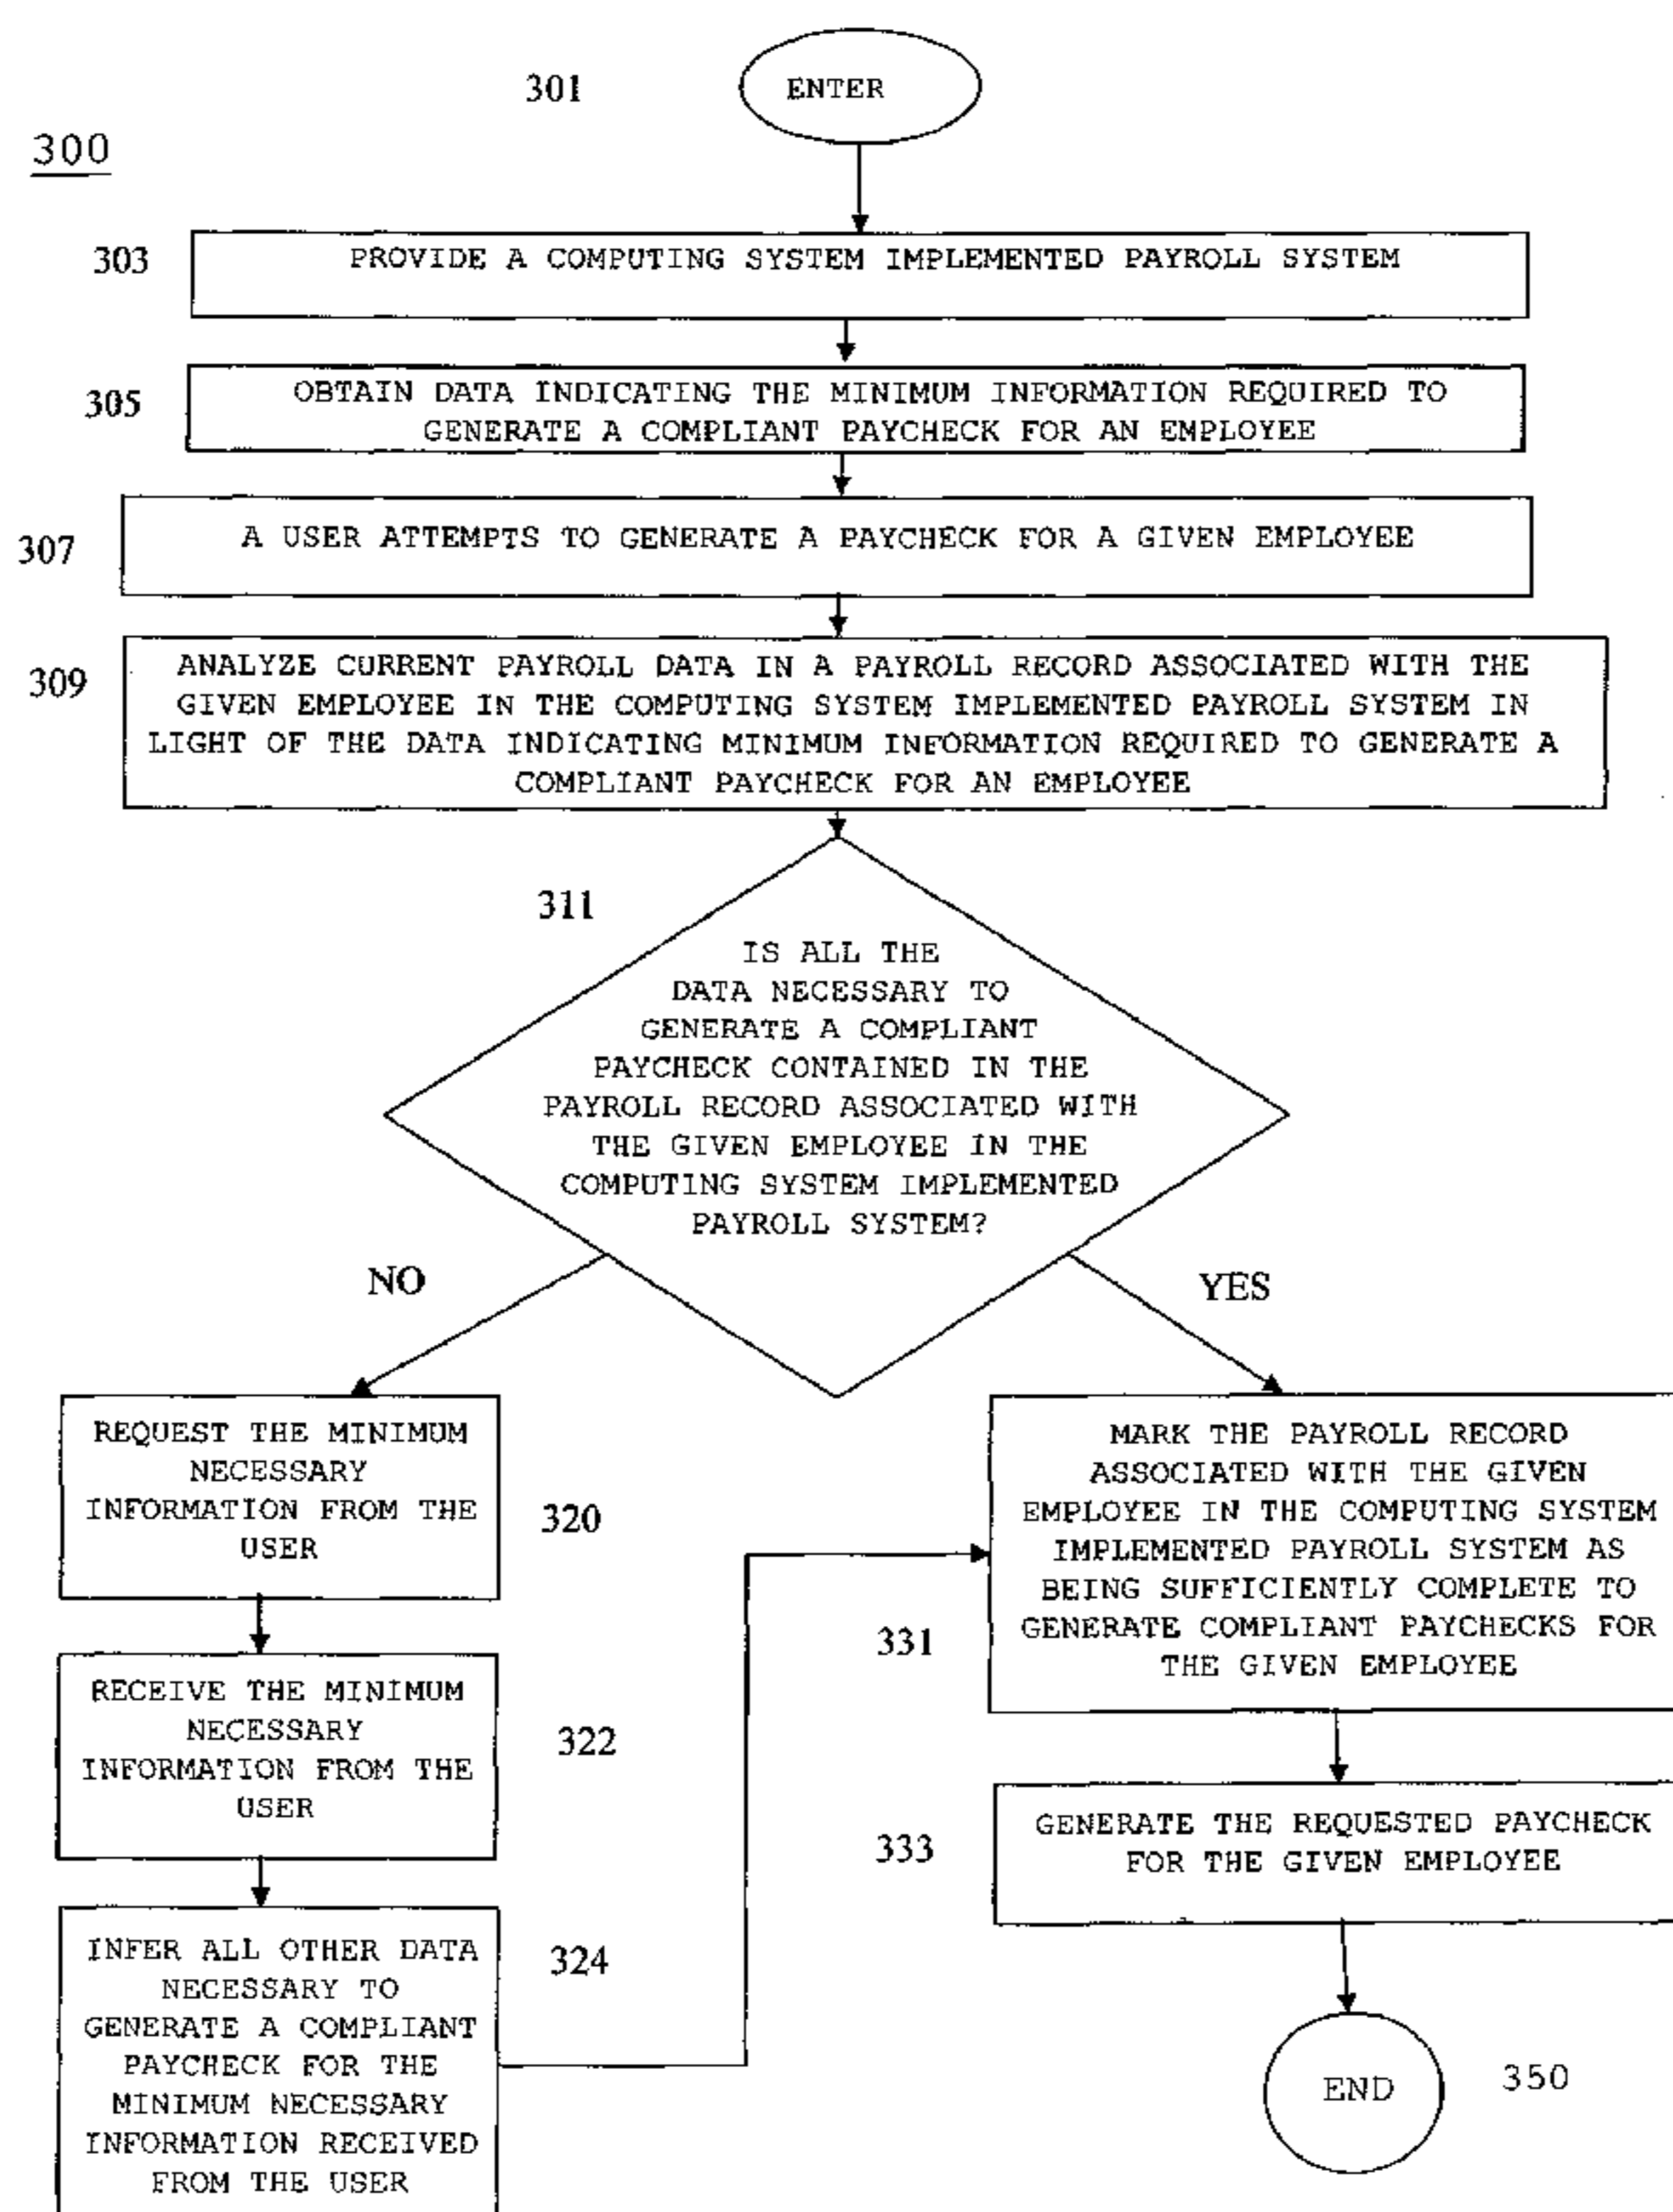 301
ENTER
300
303
PROVIDE A COMPUTING SYSTEM IMPLEMENTED PAYROLL SYSTEM
305
OBTAIN DATA INDICATING THE MINIMUM INFORMATION REQUIRED TO
GENERATE A COMPLIANT PAYCHECK FOR AN EMPLOYEE
307
A USER ATTEMPTS TO GENERATE A PAYCHECK FOR A GIVEN EMPLOYEE
309
ANALYZE CURRENT PAYROLL DATA IN A PAYROLL RECORD ASSOCIATED WITH THE
GIVEN EMPLOYEE IN THE COMPUTING SYSTEM IMPLEMENTED PAYROLL SYSTEM IN
LIGHT OF THE DATA INDICATING MINIMUM INFORMATION REQUIRED TO GENERATE A
COMPLIANT PAYCHECK FOR AN EMPLOYEE
311
IS ALL THE
DATA NECESSARY TO
GENERATE A COMPLIANT
PAYCHECK CONTAINED IN THE
PAYROLL RECORD ASSOCIATED WITH
THE GIVEN EMPLOYEE IN THE
COMPUTING SYSTEM IMPLEMENTED
PAYROLL SYSTEM?
NO
YES
REQUEST THE MINIMUM
NECESSARY
INFORMATION FROM THE
USER
320
RECEIVE THE MINIMUM
NECESSARY
INFORMATION FROM THE
USER
322
INFER ALL OTHER DATA
NECESSARY TO
GENERATE A COMPLIANT
PAYCHECK FOR THE
MINIMUM NECESSARY
INFORMATION RECEIVED
FROM THE USER
324
MARK THE PAYROLL RECORD
ASSOCIATED WITH THE GIVEN
EMPLOYEE IN THE COMPUTING SYSTEM
IMPLEMENTED PAYROLL SYSTEM AS
BEING SUFFICIENTLY COMPLETE TO
GENERATE COMPLIANT PAYCHECKS FOR
THE GIVEN EMPLOYEE
331
GENERATE THE REQUESTED PAYCHECK
FOR THE GIVEN EMPLOYEE
333
END
350